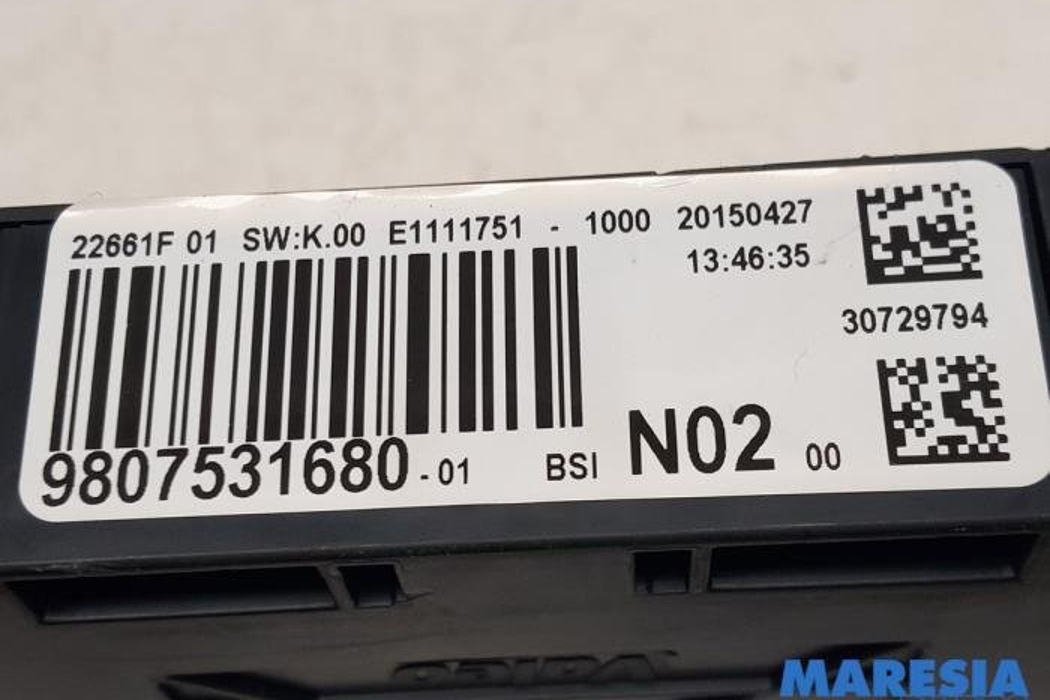 22661F 01 SW:K.00 E1111751 - 1000 20150427
13:46:35
30729794
9807531680-01 BSI N02 00
MARESIA